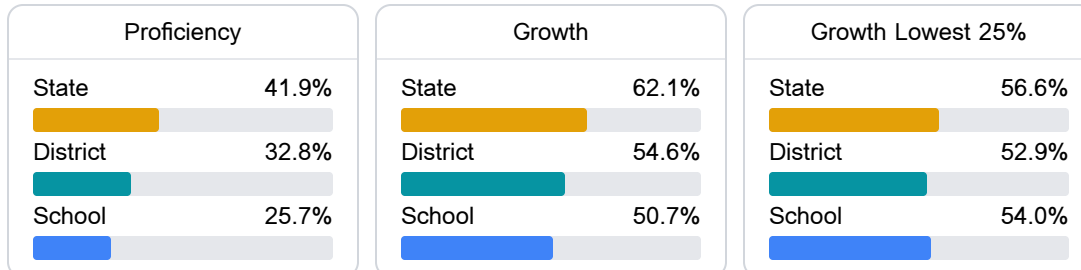 Proficiency
State 41.9%
District 32.8%
School 25.7%
Growth
State 62.1%
District 54.6%
School 50.7%
Growth Lowest 25%
State 56.6%
District 52.9%
School 54.0%